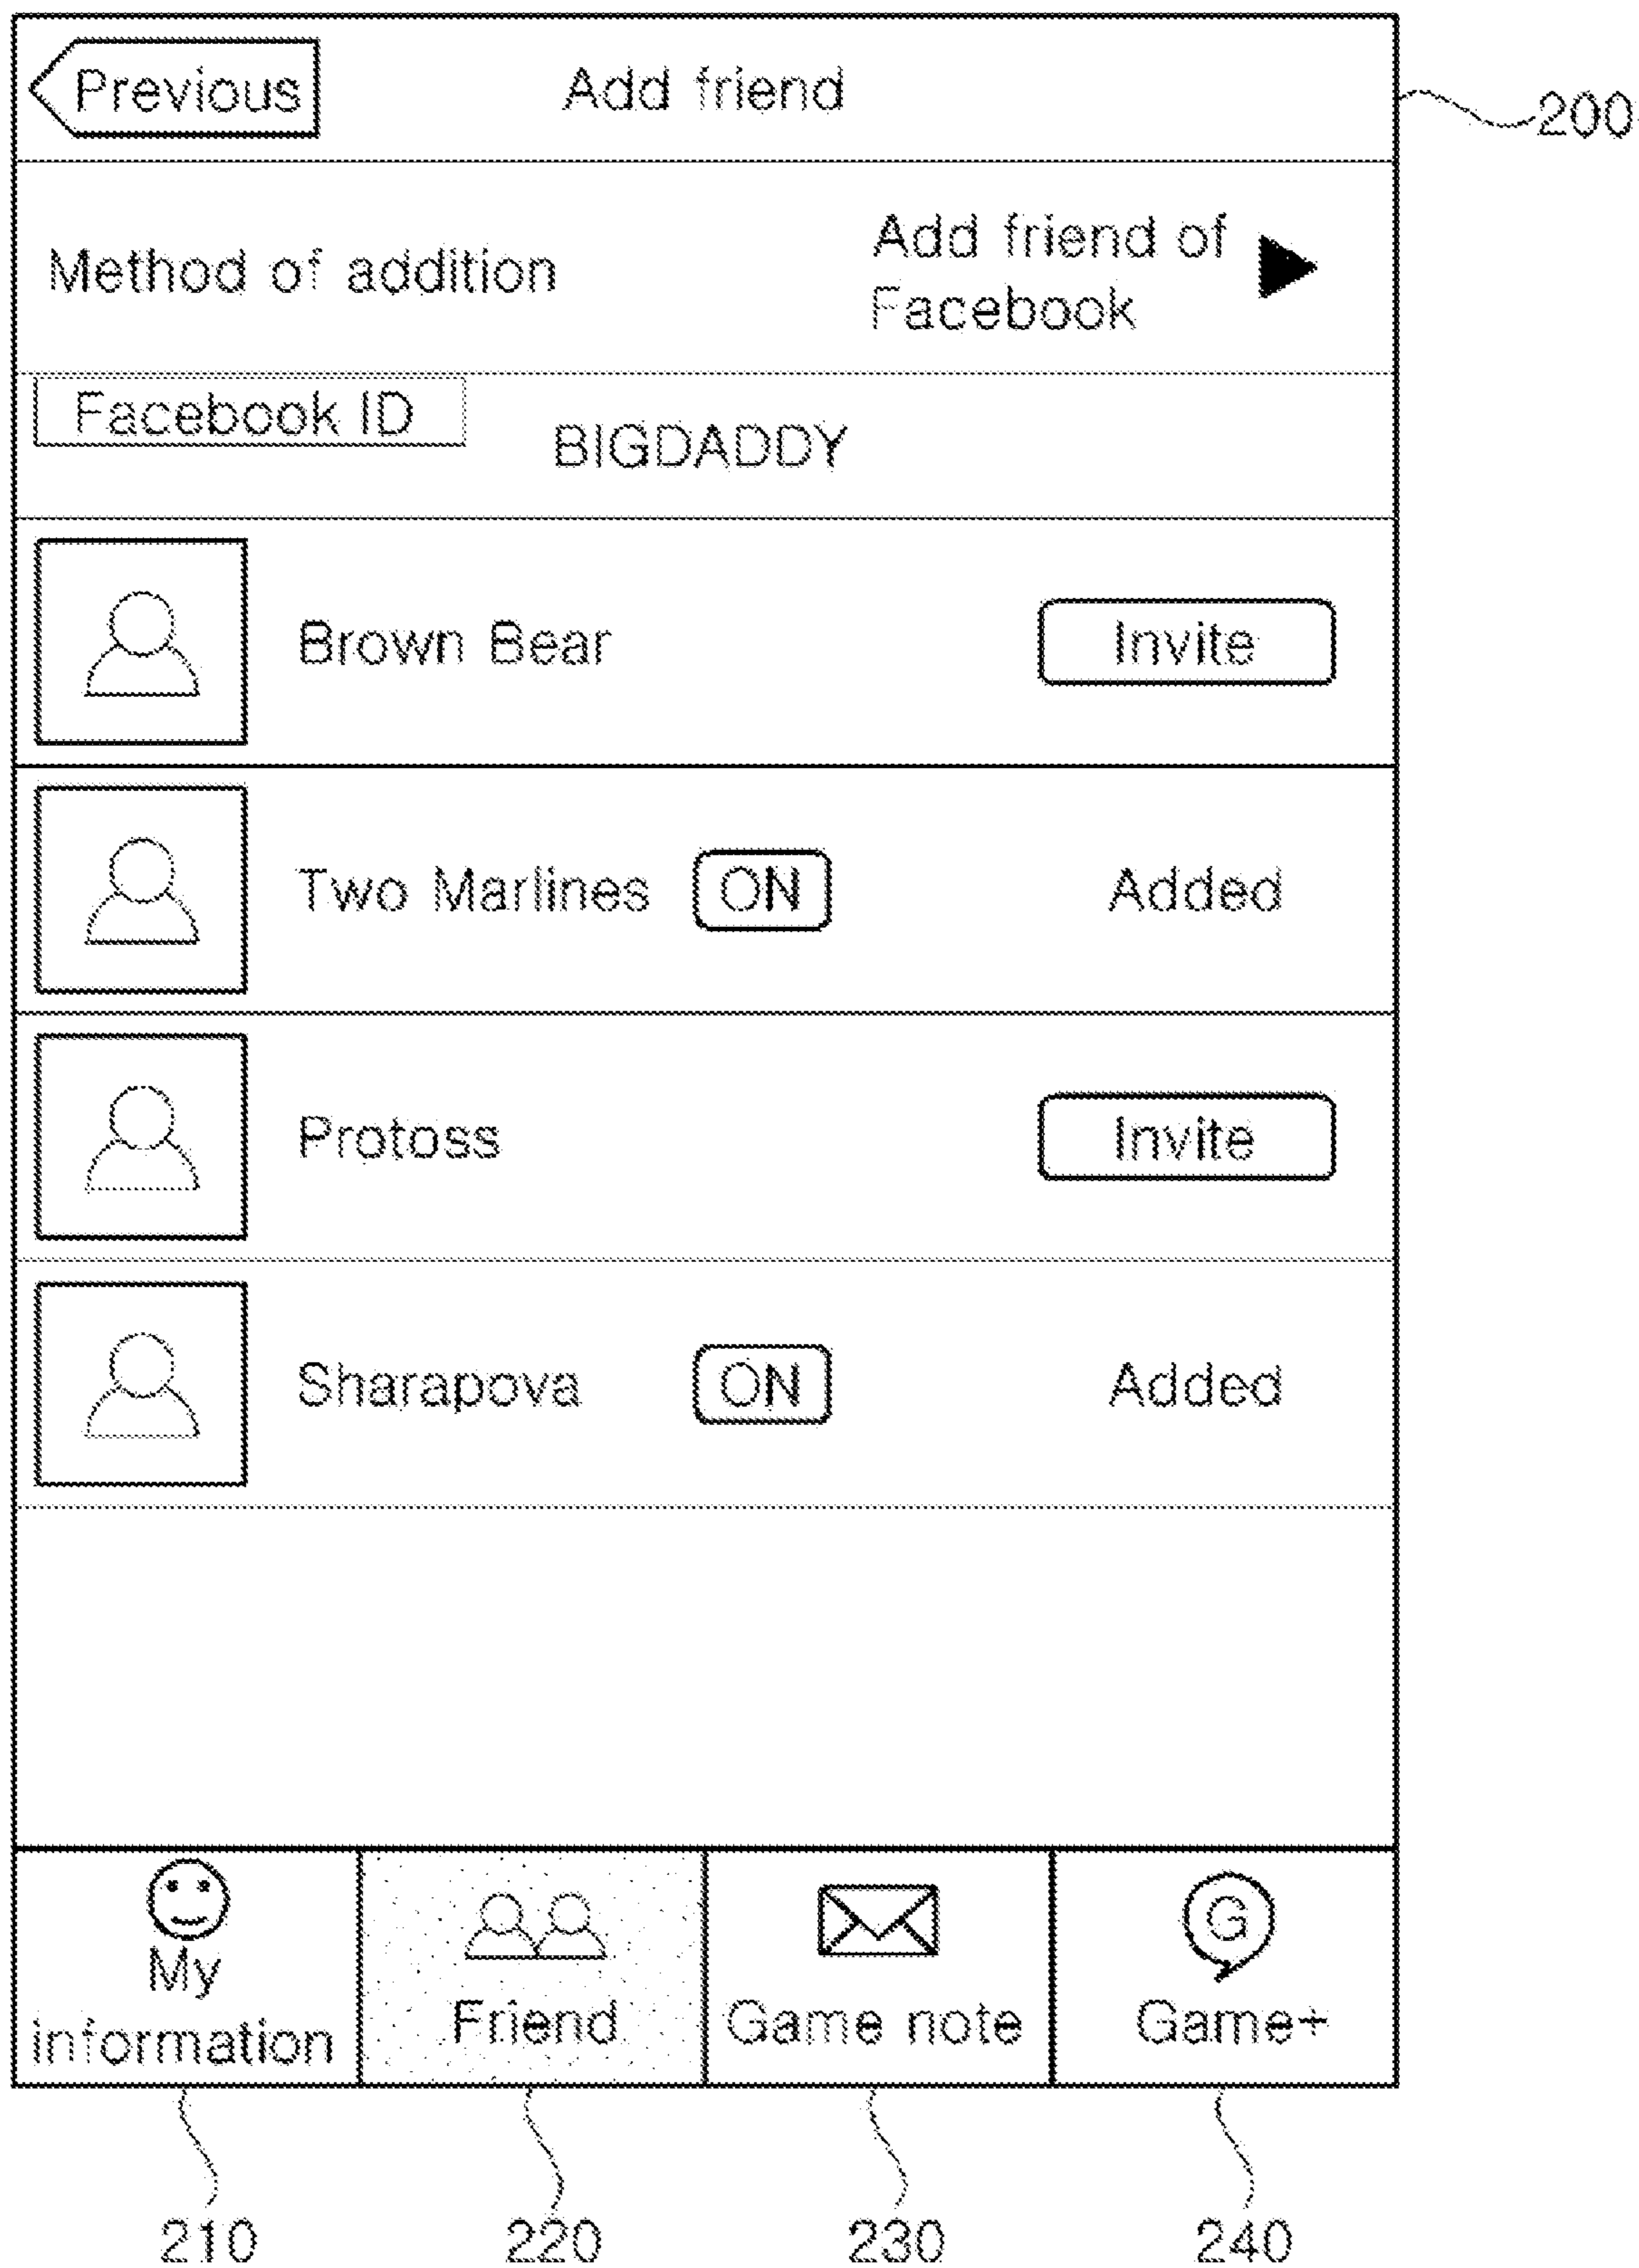 Previous
Add friend
200
Method of addition
Add friend of
Facebook
Facebook ID
BIGDADDY
Brown Bear
Invite
Two Marlines
ON
Added
Protoss
Invite
Sharapova
ON
Added
My
information
Friend
Game note
G
Game+
210
220
230
240